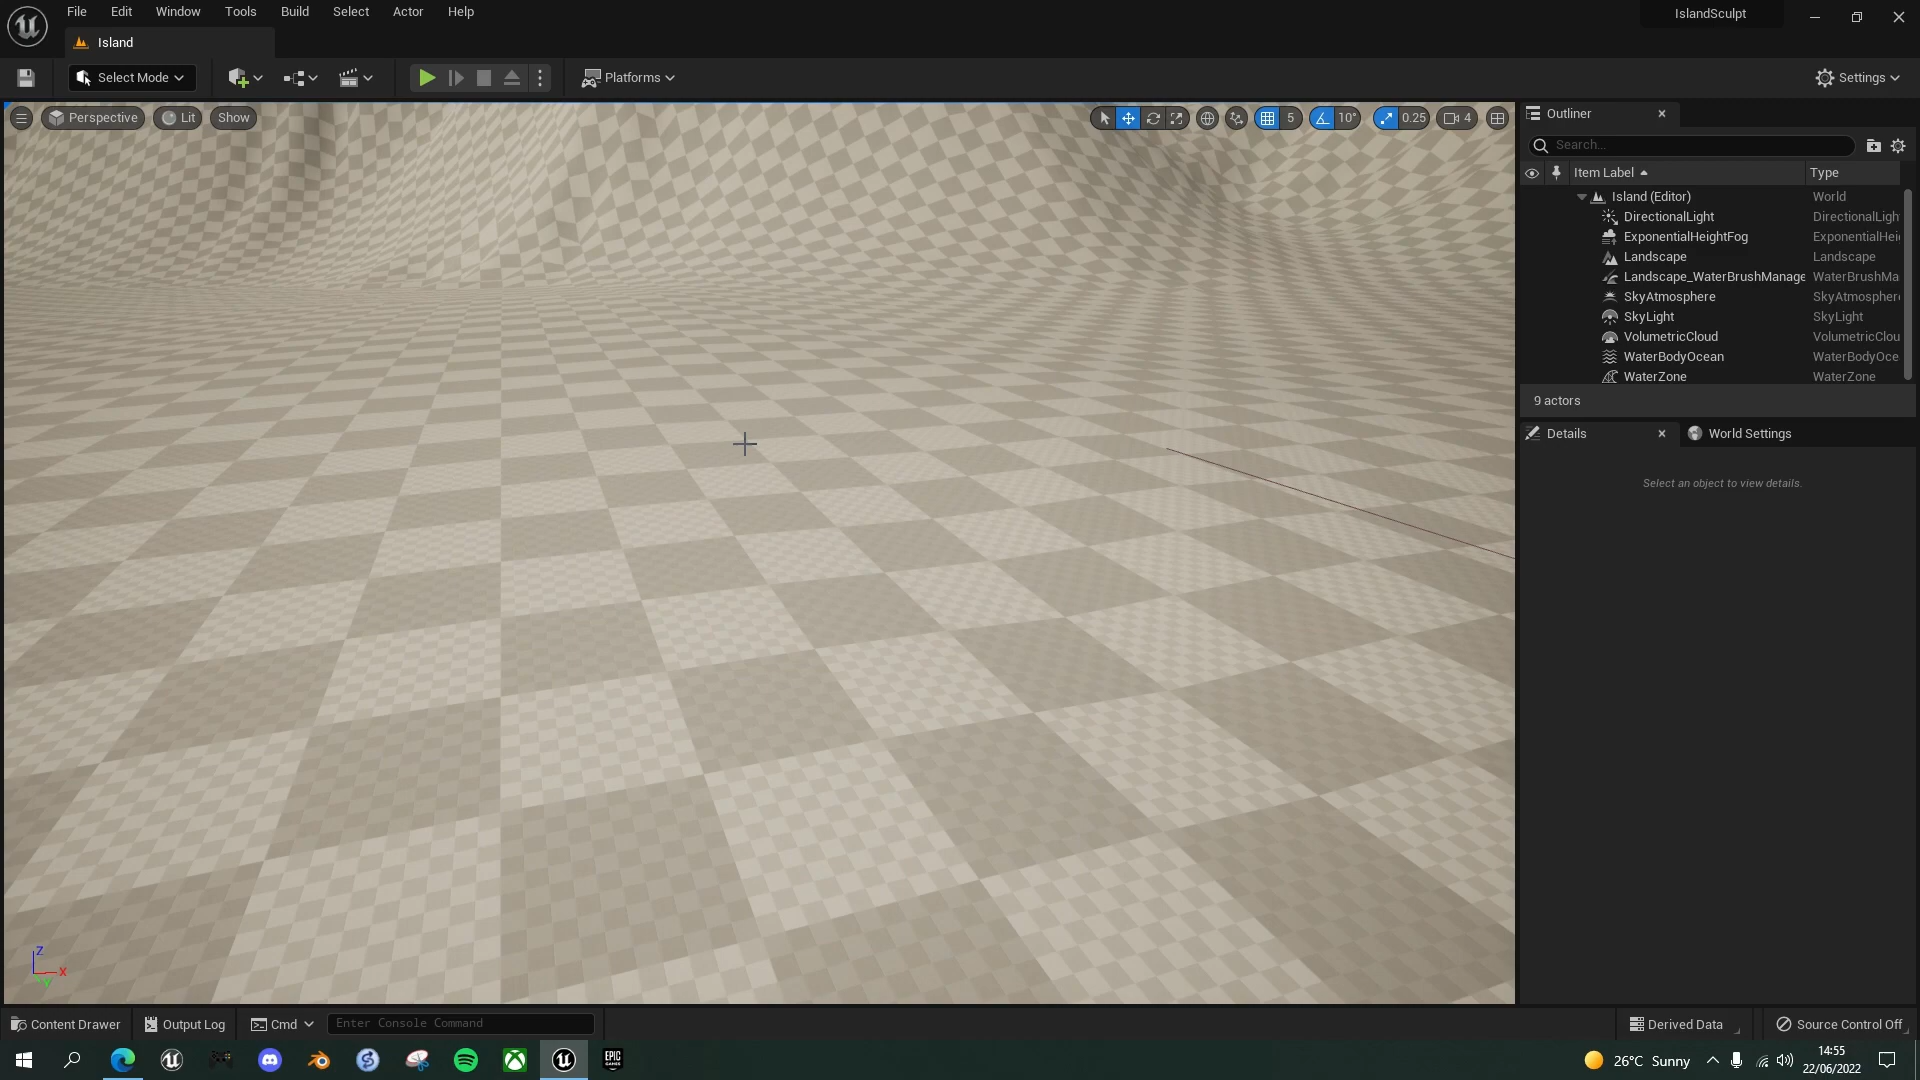 File Edit Window Tools Build Select Actor Help
IslandSculpt
Island
Select Mode
Platforms
Settings
Perspective Lit Show
5 10° 0.25 4
Outliner
Search...
Item Label Type
Island (Editor) World
DirectionalLight DirectionalLigh
ExponentialHeightFog ExponentialHei
Landscape Landscape
Landscape_WaterBrushManage WaterBrushMa
SkyAtmosphere SkyAtmospher
SkyLight SkyLight
VolumetricCloud VolumetricClou
WaterBodyOcean WaterBodyOce
WaterZone WaterZone
9 actors
Details World Settings
Select an object to view details.
Z
X
Y
Content Drawer Output Log Cmd Enter Console Command Derived Data Source Control Off
EPIC
GAMES
26°C Sunny
14:55
22/06/2022